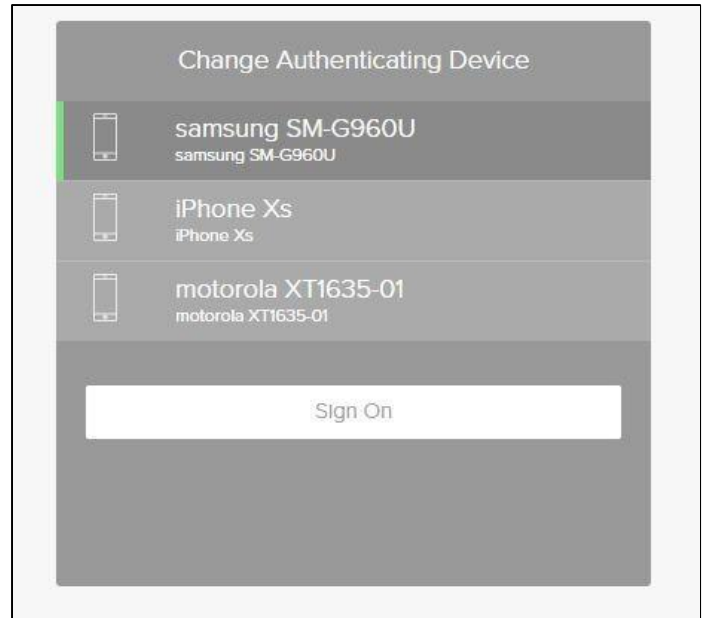 Change Authenticating Device
samsung SM-G960U
samsung SM-G960U
iPhone Xs
iPhone Xs
motorola XT1635-01
motorola XT1635-01
Sign On